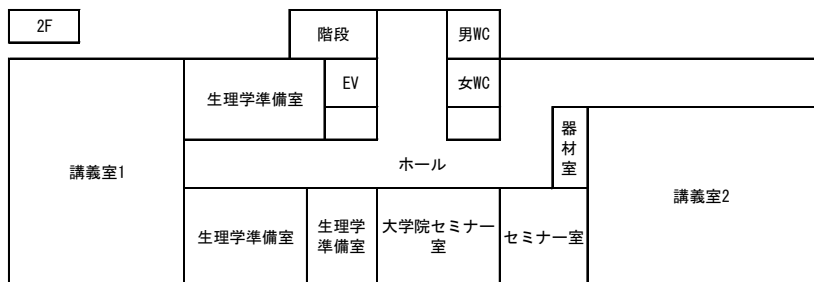 2F
階段
男WC
生理学準備室
EV
女WC
器
材
室
講義室1
ホール
講義室2
生理学準備室
生理学
準備室
大学院セミナー
室
セミナー室